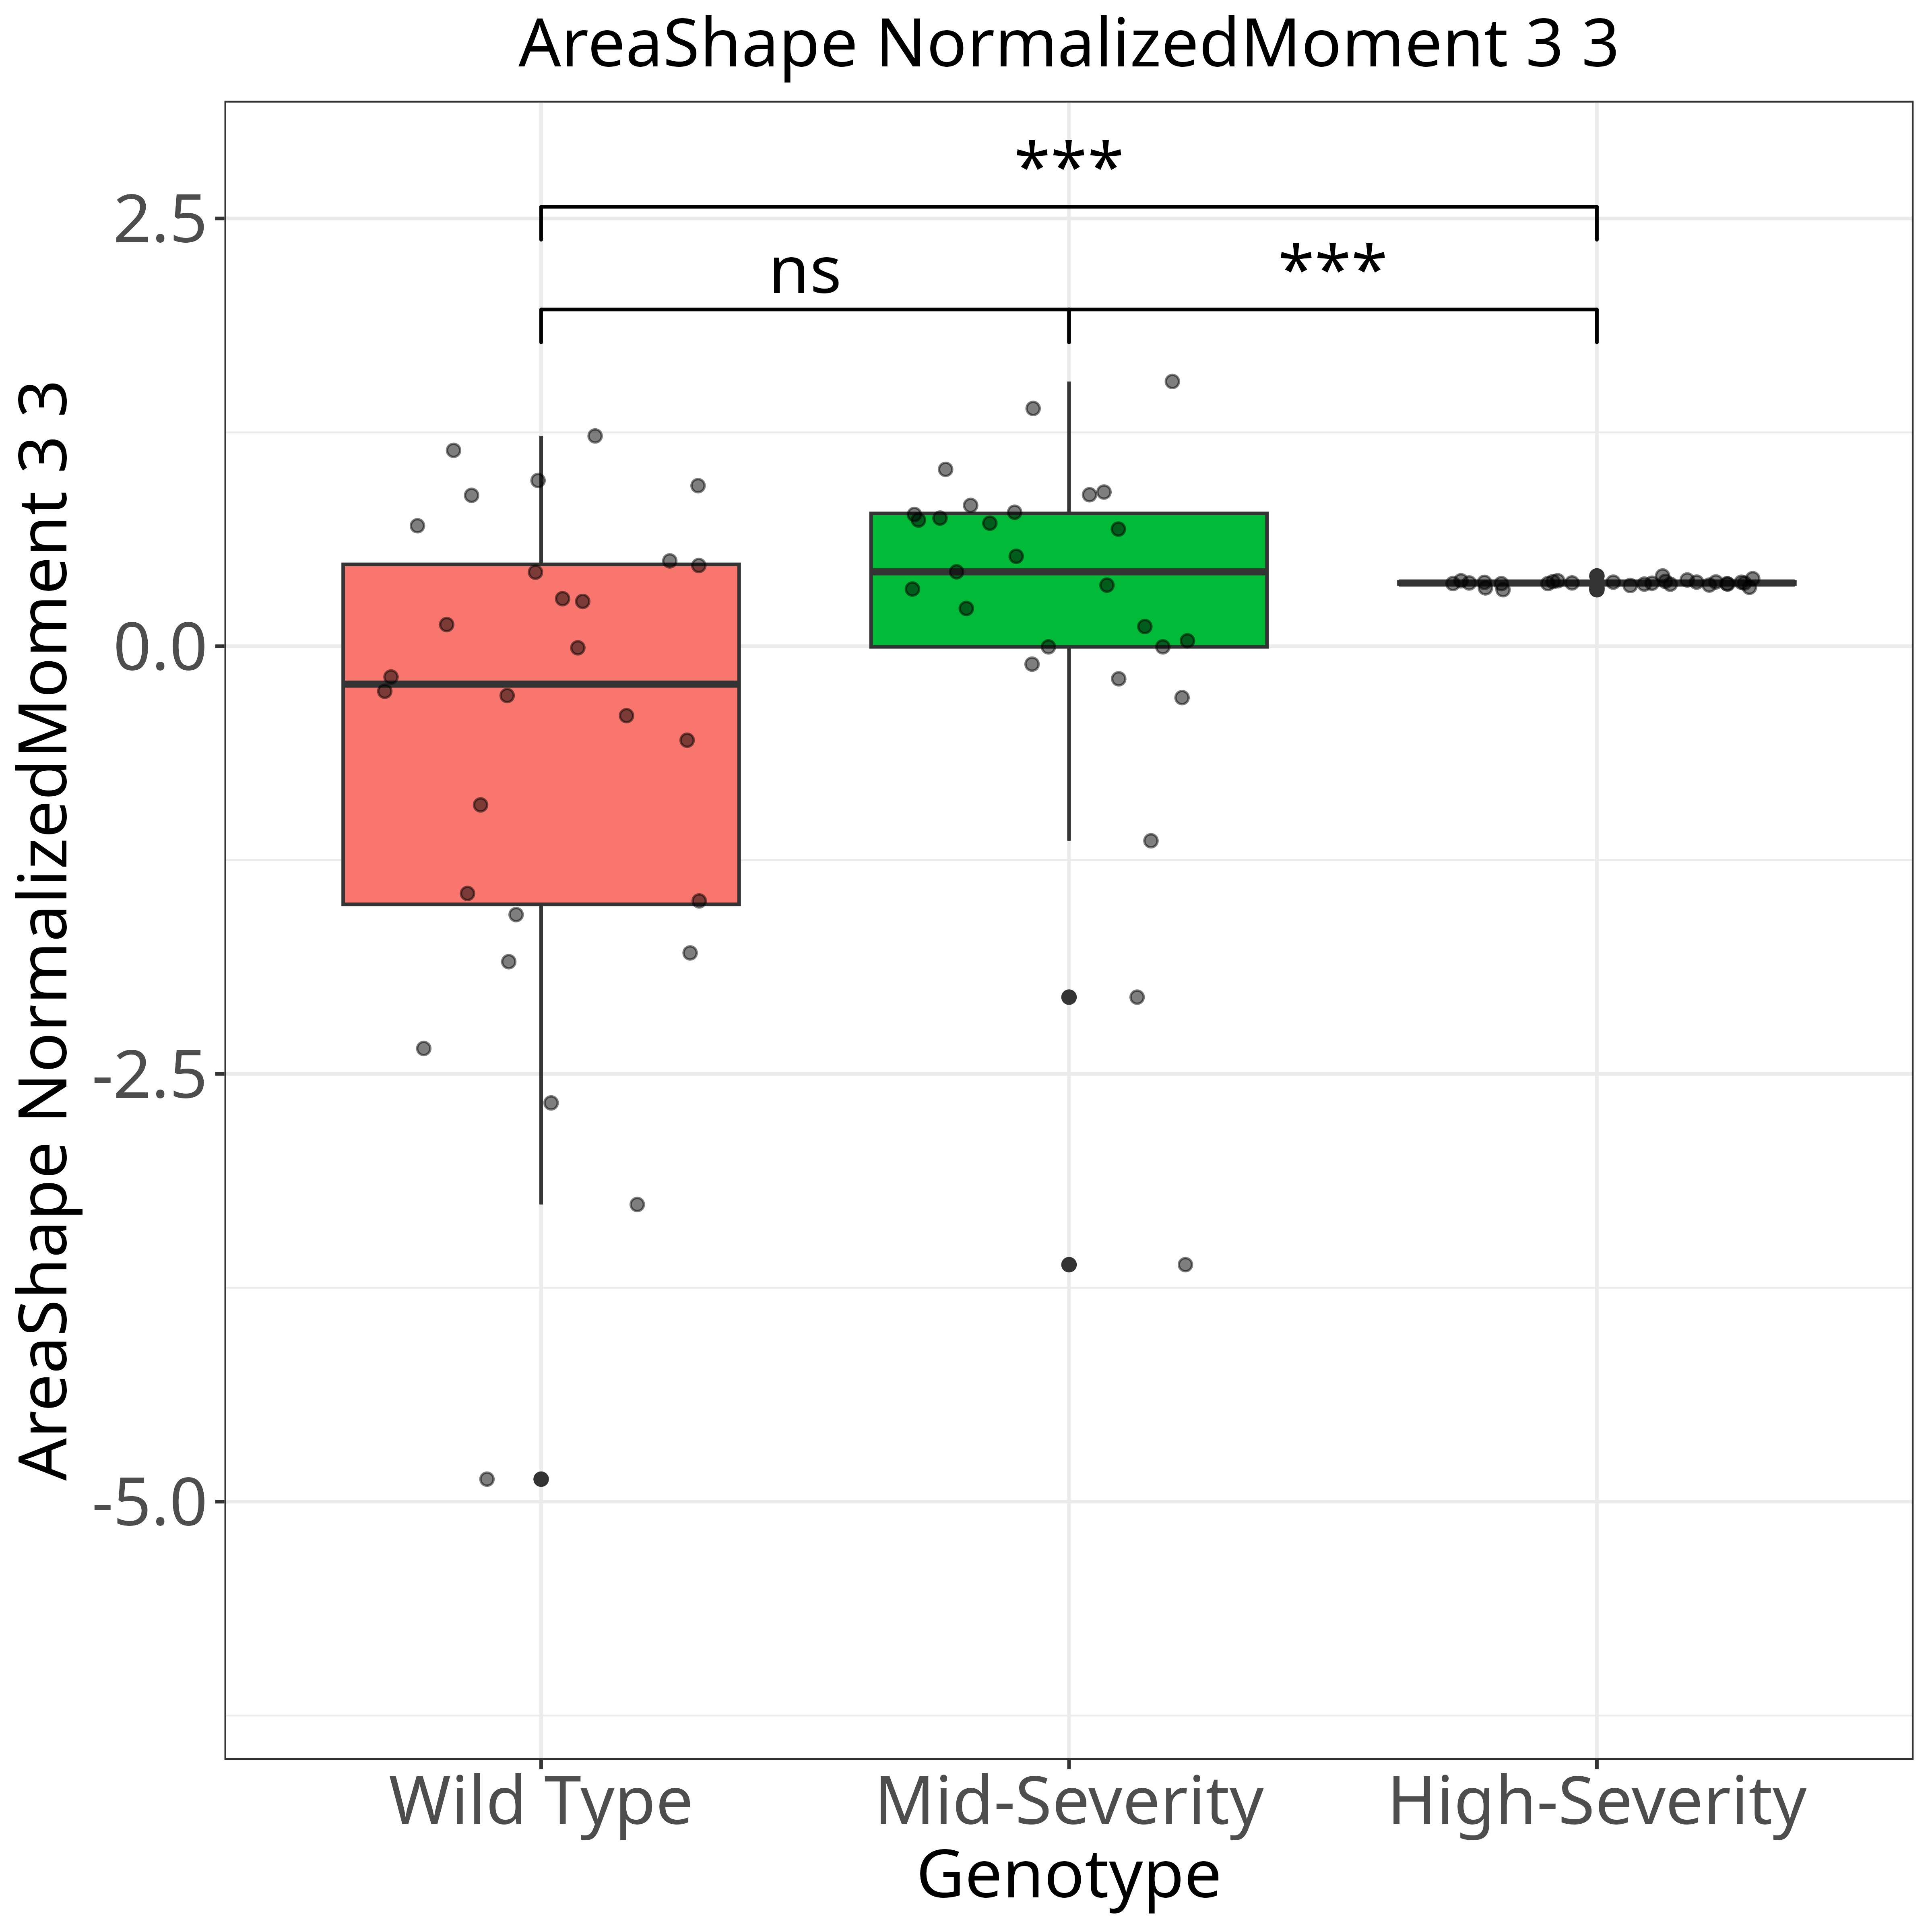 AreaShape NormalizedMoment 3 3
***
2.5
ns
***
0.0
-2.5
-5.0
AreaShape NormalizedMoment 3 3
Wild Type
Mid-Severity
High-Severity
Genotype